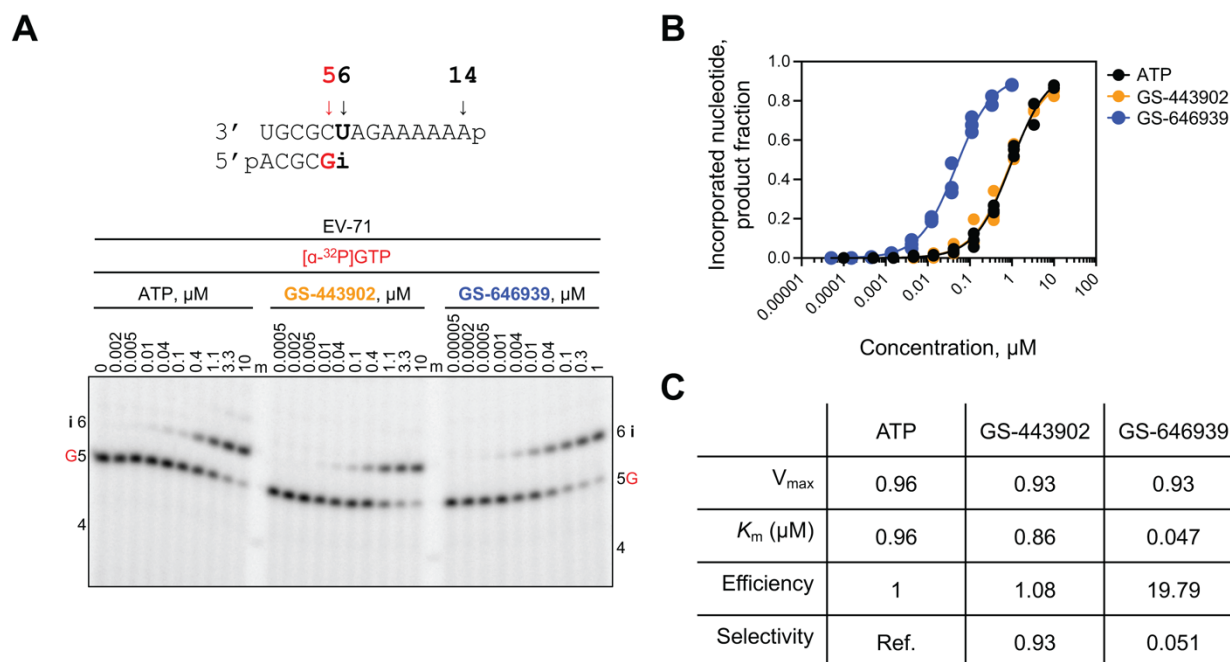 A
56 14
↓↓ ↓
3’ UGCGCUAGAAAAAAp
5’pACGCGi
EV-71
[α-³²P]GTP
ATP, μM GS-443902, μM GS-646939, μM
0 0.002 0.005 0.01 0.04 0.1 0.4 1.1 3.3 10 m 0.0005 0.002 0.005 0.01 0.04 0.1 0.4 1.1 3.3 10 m 0.00005 0.0002 0.0005 0.001 0.004 0.01 0.04 0.1 0.3 1
i 6
G5
4
6 i
5G
4
B
Incorporated nucleotide,
product fraction
1.0
0.8
0.6
0.4
0.2
0.0
0.00001 0.0001 0.001 0.01 0.1 1 10 100
Concentration, μM
ATP
GS-443902
GS-646939
C
ATP GS-443902 GS-646939
Vmax 0.96 0.93 0.93
Km (μM) 0.96 0.86 0.047
Efficiency 1 1.08 19.79
Selectivity Ref. 0.93 0.051